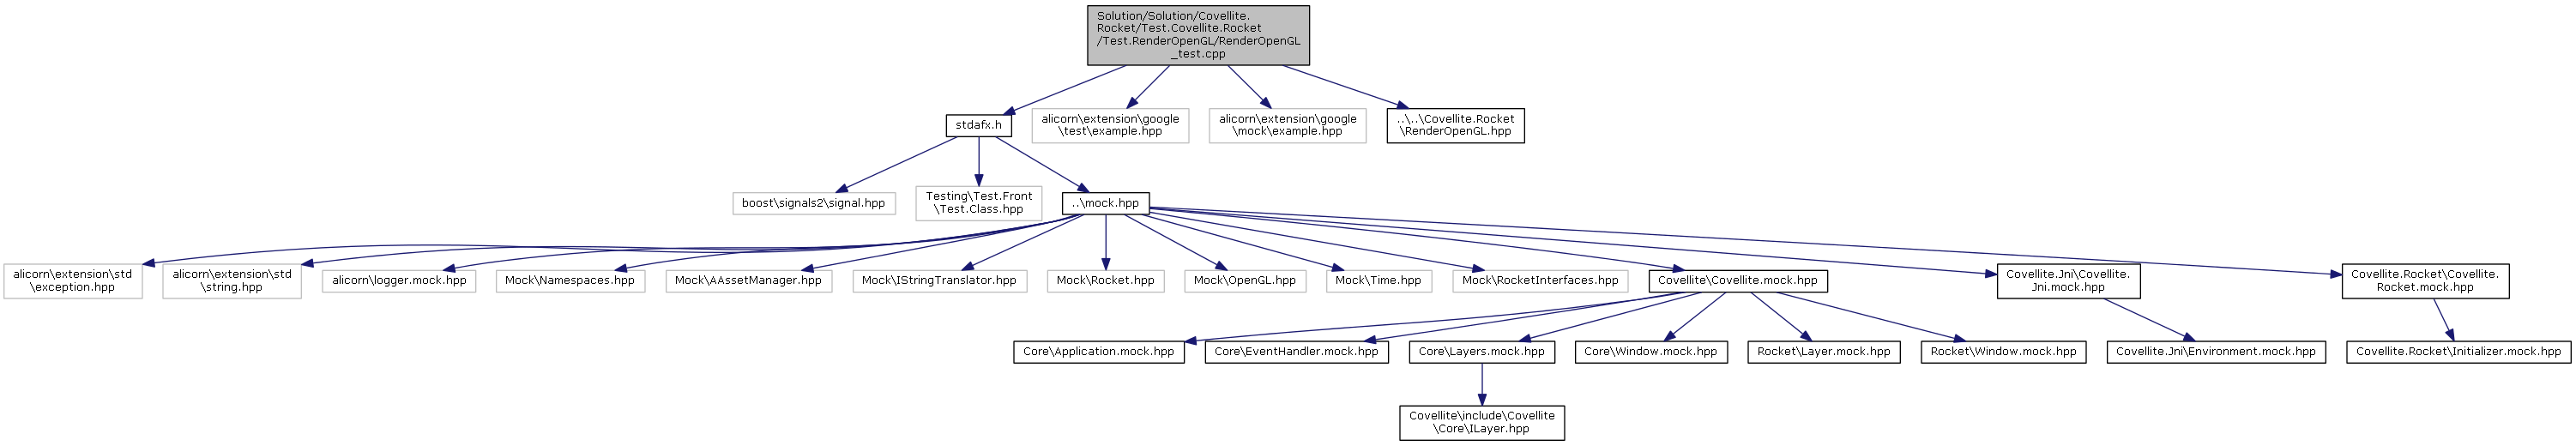 Solution/Solution/Covellite.
Rocket/Test.Covellite.Rocket
/Test.RenderOpenGL/RenderOpenGL
_test.cpp
stdafx.h
alicorn\extension\google
\test\example.hpp
alicorn\extension\google
\mock\example.hpp
..\..\Covellite.Rocket
\RenderOpenGL.hpp
boost\signals2\signal.hpp
Testing\Test.Front
\Test.Class.hpp
..\mock.hpp
alicorn\extension\std
\exception.hpp
alicorn\extension\std
\string.hpp
alicorn\logger.mock.hpp
Mock\Namespaces.hpp
Mock\AAssetManager.hpp
Mock\IStringTranslator.hpp
Mock\Rocket.hpp
Mock\OpenGL.hpp
Mock\Time.hpp
Mock\RocketInterfaces.hpp
Covellite\Covellite.mock.hpp
Covellite.Jni\Covellite.
Jni.mock.hpp
Covellite.Rocket\Covellite.
Rocket.mock.hpp
Core\Application.mock.hpp
Core\EventHandler.mock.hpp
Core\Layers.mock.hpp
Core\Window.mock.hpp
Rocket\Layer.mock.hpp
Rocket\Window.mock.hpp
Covellite.Jni\Environment.mock.hpp
Covellite.Rocket\Initializer.mock.hpp
Covellite\include\Covellite
\Core\ILayer.hpp